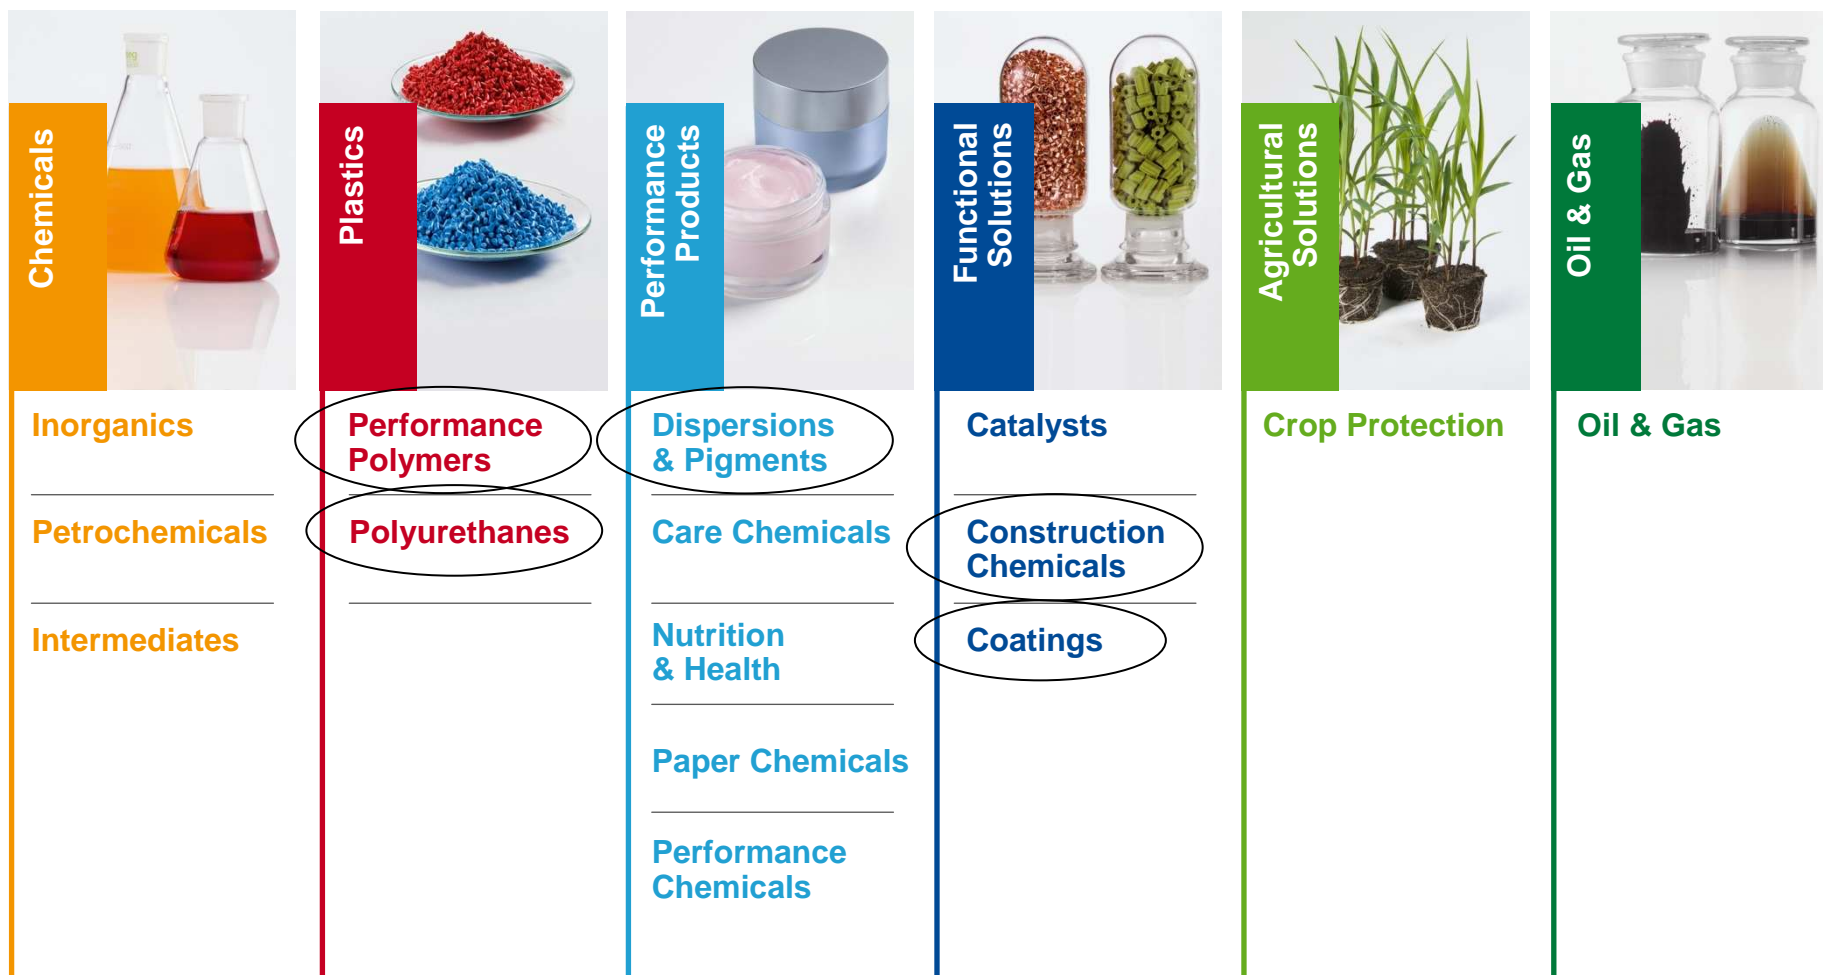 Chemicals
Plastics
Performance
Products
Functional
Solutions
Agricultural
Solutions
Oil & Gas
Inorganics
Petrochemicals
Intermediates
Performance
Polymers
Polyurethanes
Dispersions
& Pigments
Care Chemicals
Nutrition
& Health
Paper Chemicals
Performance
Chemicals
Catalysts
Construction
Chemicals
Coatings
Crop Protection
Oil & Gas